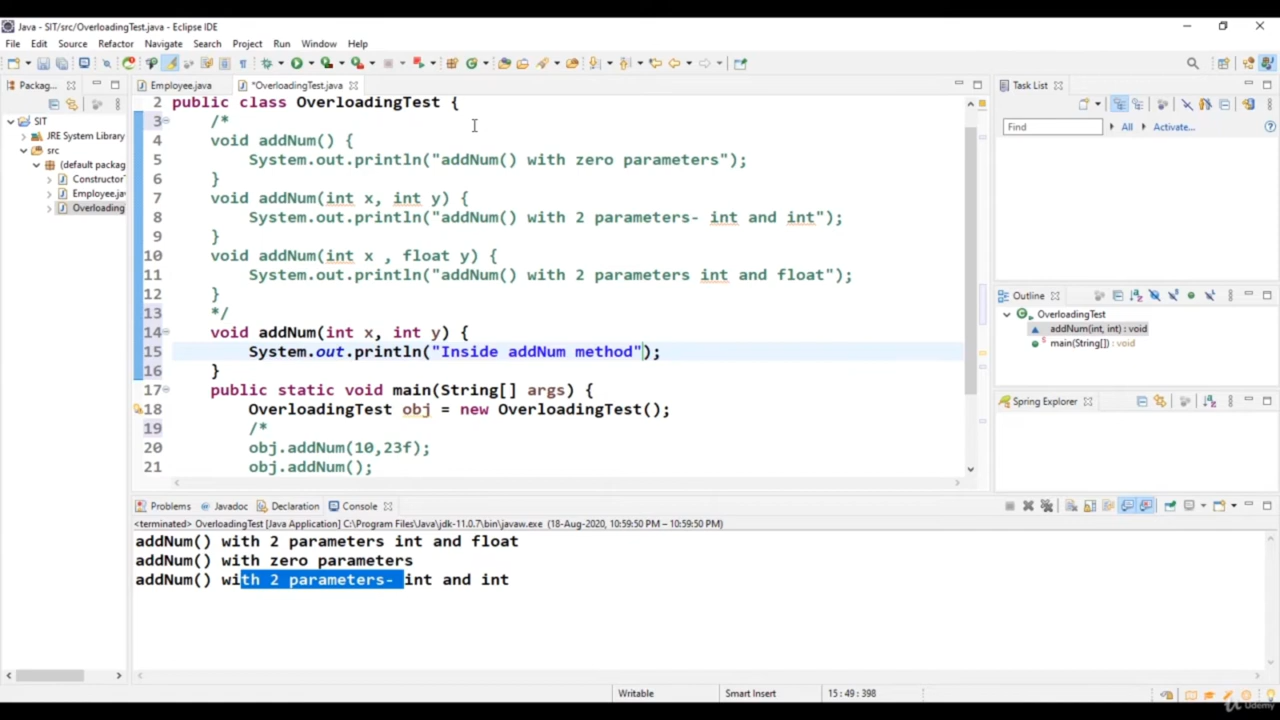 Java - SIT/src/OverloadingTest.java - Eclipse IDE
File Edit Source Refactor Navigate Search Project Run Window Help
Packag... Employee.java *OverloadingTest.java Task List
SIT
JRE System Library
src
(default packag
Constructor
Employee.ja
Overloading
2 public class OverloadingTest {
3 /*
4 void addNum() {
5 System.out.println("addNum() with zero parameters");
6 }
7 void addNum(int x, int y) {
8 System.out.println("addNum() with 2 parameters- int and int");
9 }
10 void addNum(int x , float y) {
11 System.out.println("addNum() with 2 parameters int and float");
12 }
13 */
14 void addNum(int x, int y) {
15 System.out.println("Inside addNum method");
16 }
17 public static void main(String[] args) {
18 OverloadingTest obj = new OverloadingTest();
19 /*
20 obj.addNum(10,23f);
21 obj.addNum();
Find All Activate...
Outline
OverloadingTest
addNum(int, int) : void
main(String[]) : void
Spring Explorer
Problems Javadoc Declaration Console
<terminated> OverloadingTest [Java Application] C:\Program Files\Java\jdk-11.0.7\bin\javaw.exe (18-Aug-2020, 10:59:50 PM – 10:59:50 PM)
addNum() with 2 parameters int and float
addNum() with zero parameters
addNum() with 2 parameters- int and int
Writable Smart Insert 15 : 49 : 398
Udemy